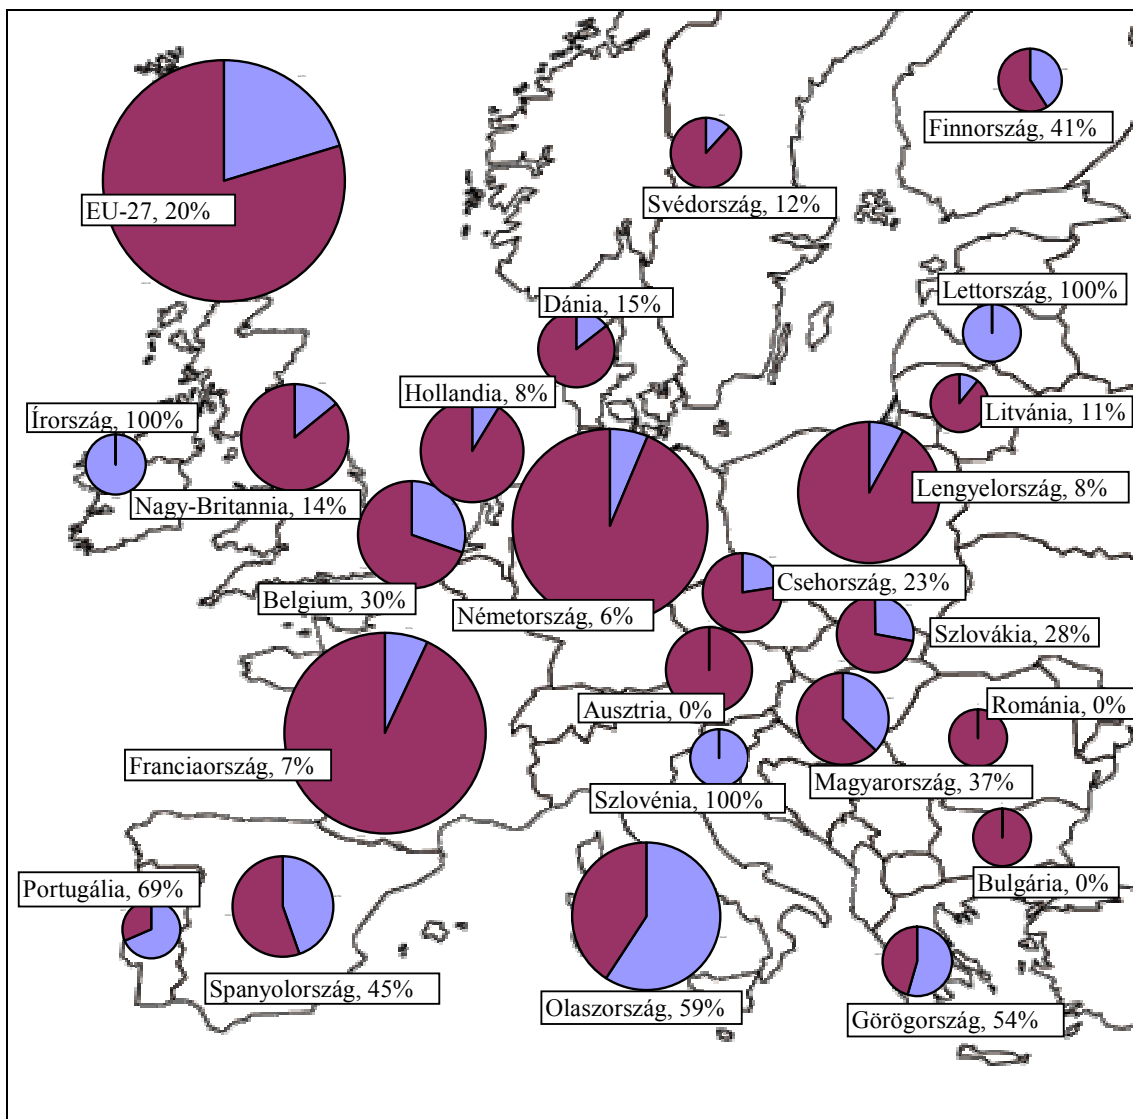 Finnország, 41%
EU-27, 20%
Svédország, 12%
Lettország, 100%
Dánia, 15%
Hollandia, 8%
Írország, 100%
Litvánia, 11%
Lengyelország, 8%
Nagy-Britannia, 14%
Csehország, 23%
Belgium, 30%
Németország, 6%
Szlovákia, 28%
Románia, 0%
Ausztria, 0%
Franciaország, 7%
Magyarország, 37%
Szlovénia, 100%
Bulgária, 0%
Portugália, 69%
Spanyolország, 45%
Olaszország, 59%
Görögország, 54%